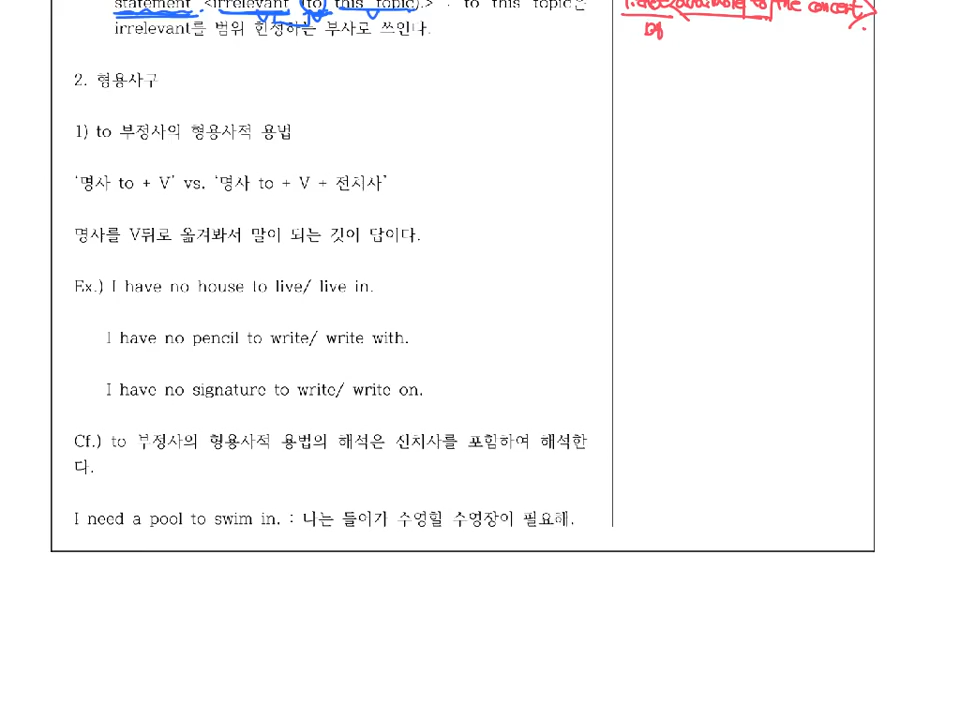 statement <irrelevant (to this topic).> : to this topic은
irrelevant를 범위 한정하는 부사로 쓰인다.
to the concert.
2. 형용사구
1) to 부정사의 형용사적 용법
‘명사 to + V’ vs. ‘명사 to + V + 전치사’
명사를 V뒤로 옮겨봐서 말이 되는 것이 답이다.
Ex.) I have no house to live/ live in.
I have no pencil to write/ write with.
I have no signature to write/ write on.
Cf.) to 부정사의 형용사적 용법의 해석은 전치사를 포함하여 해석한
다.
I need a pool to swim in. : 나는 들어가 수영할 수영장이 필요해.